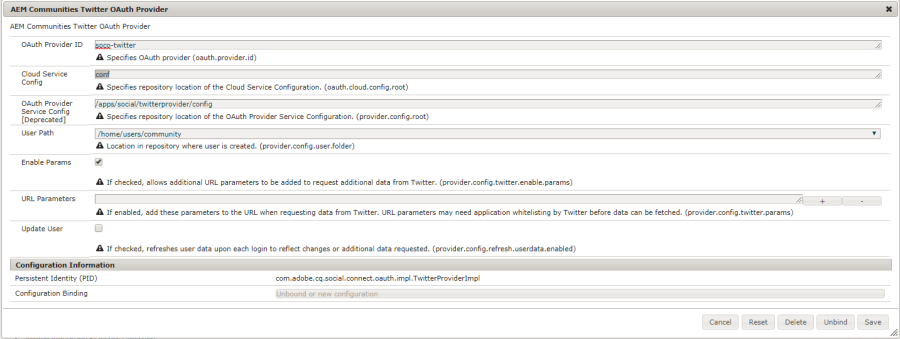 AEM Communities Twitter OAuth Provider
AEM Communities Twitter OAuth Provider
OAuth Provider ID
soco-twitter
Specifies OAuth provider (oauth.provider.id)
Cloud Service
Config
conf
Specifies repository location of the Cloud Service Configuration. (oauth.cloud.config.root)
OAuth Provider
Service Config
[Deprecated]
/apps/social/twitterprovider/config
Specifies repository location of the OAuth Provider Service Configuration. (provider.config.root)
User Path
/home/users/community
Location in repository where user is created. (provider.config.user.folder)
Enable Params
If checked, allows additional URL parameters to be added to request additional data from Twitter. (provider.config.twitter.enable.params)
URL Parameters
+ -
If enabled, add these parameters to the URL when requesting data from Twitter. URL parameters may need application whitelisting by Twitter before data can be fetched. (provider.config.twitter.params)
Update User
If checked, refreshes user data upon each login to reflect changes or additional data requested. (provider.config.refresh.userdata.enabled)
Configuration Information
Persistent Identity (PID) com.adobe.cq.social.connect.oauth.impl.TwitterProviderImpl
Configuration Binding Unbound or new configuration
Cancel Reset Delete Unbind Save